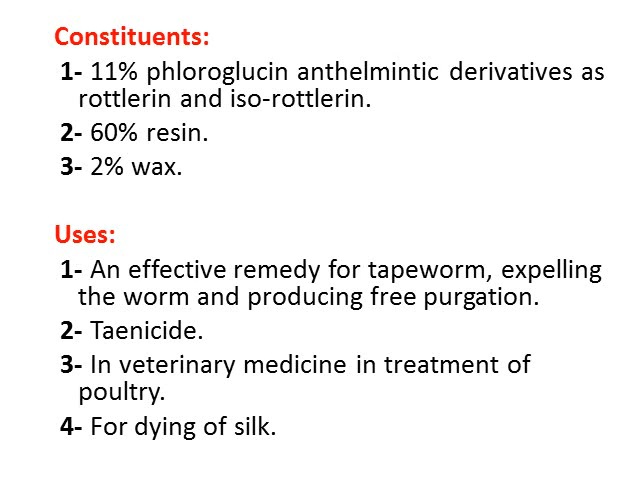 Constituents:
1- 11% phloroglucin anthelmintic derivatives as
rottlerin and iso-rottlerin.
2- 60% resin.
3- 2% wax.
Uses:
1- An effective remedy for tapeworm, expelling
the worm and producing free purgation.
2- Taenicide.
3- In veterinary medicine in treatment of
poultry.
4- For dying of silk.